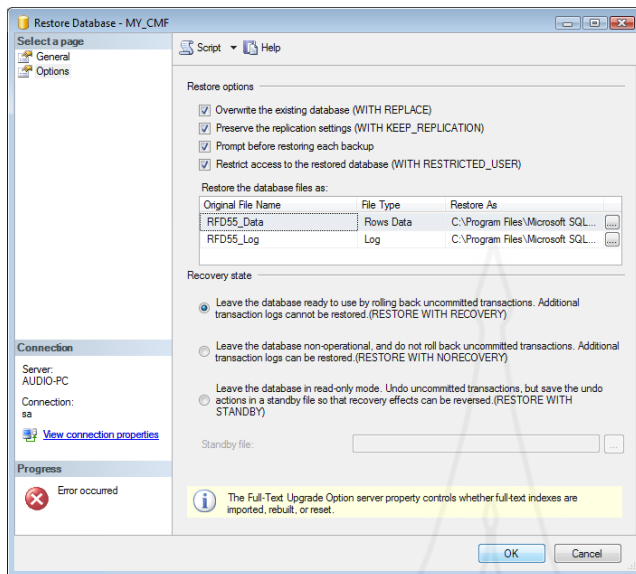 Restore Database - MY_CMF
Select a page
General
Options
Script
Help
Restore options
Overwrite the existing database (WITH REPLACE)
Preserve the replication settings (WITH KEEP_REPLICATION)
Prompt before restoring each backup
Restrict access to the restored database (WITH RESTRICTED_USER)
Restore the database files as:
Original File Name File Type Restore As
RFD55_Data Rows Data C:\Program Files\Microsoft SQL... ...
RFD55_Log Log C:\Program Files\Microsoft SQL... ...
Recovery state
Leave the database ready to use by rolling back uncommitted transactions. Additional
transaction logs cannot be restored.(RESTORE WITH RECOVERY)
Leave the database non-operational, and do not roll back uncommitted transactions. Additional
transaction logs can be restored.(RESTORE WITH NORECOVERY)
Leave the database in read-only mode. Undo uncommitted transactions, but save the undo
actions in a standby file so that recovery effects can be reversed.(RESTORE WITH
STANDBY)
Standby file: ...
Connection
Server:
AUDIO-PC
Connection:
sa
View connection properties
Progress
Error occurred
The Full-Text Upgrade Option server property controls whether full-text indexes are
imported, rebuilt, or reset.
OK
Cancel